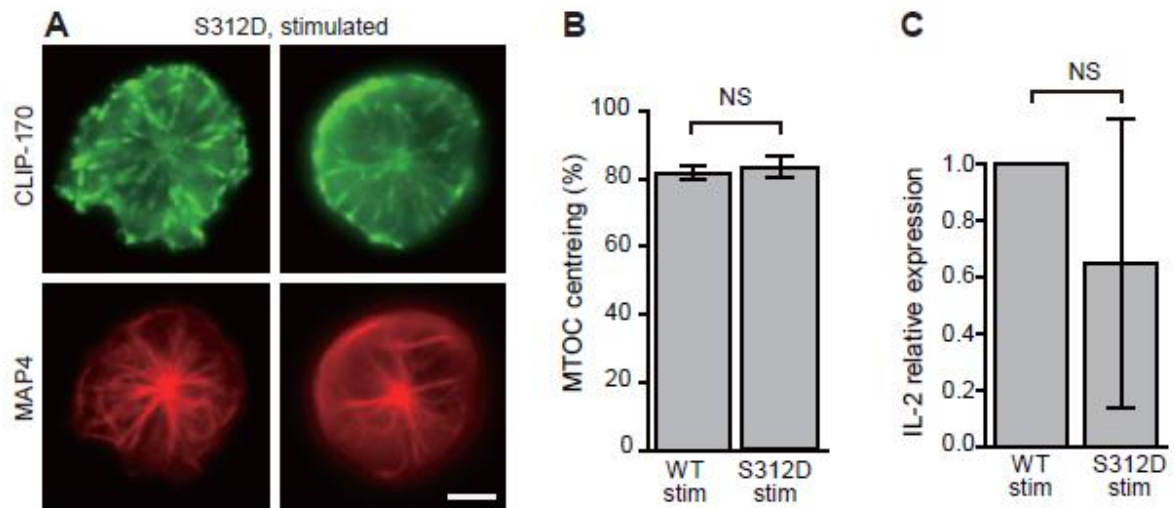 A
S312D, stimulated
CLIP-170
MAP4
B
NS
MTOC centreing (%)
100
80
60
40
20
0
WT
stim
S312D
stim
C
NS
IL-2 relative expression
1.0
0.8
0.6
0.4
0.2
0.0
WT
stim
S312D
stim